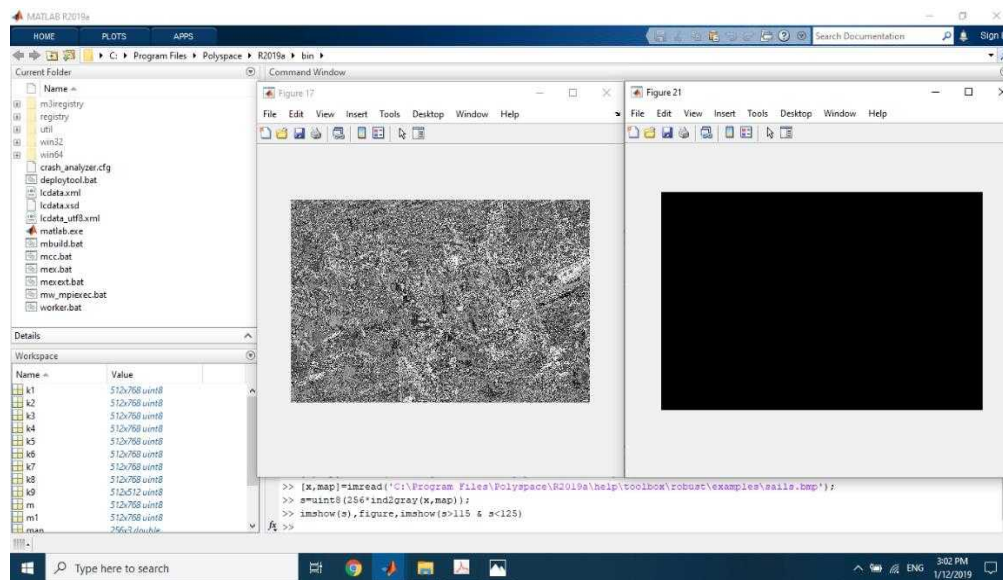 MATLAB R2019a
HOME PLOTS APPS
Search Documentation
Sign
C: Program Files Polyspace R2019a bin
Current Folder
Name
m3iregistry
registry
util
win32
win64
crash_analyzer.cfg
deploytool.bat
lcdata.xml
lcdata.xsd
lcdata_utf8.xml
matlab.exe
mbuild.bat
mcc.bat
mex.bat
mexext.bat
mw_mpiexec.bat
worker.bat
Details
Workspace
Name Value
k1 512x768 uint8
k2 512x768 uint8
k3 512x768 uint8
k4 512x768 uint8
k5 512x768 uint8
k6 512x768 uint8
k7 512x768 uint8
k8 512x768 uint8
k9 512x512 uint8
m 512x768 uint8
m1 512x768 uint8
map 256x3 double
Command Window
Figure 17
File Edit View Insert Tools Desktop Window Help
Figure 21
File Edit View Insert Tools Desktop Window Help
>> [x,map]=imread('C:\Program Files\Polyspace\R2019a\help\toolbox\robust\examples\sails.bmp');
>> s=uint8(256*ind2gray(x,map));
>> imshow(s),figure,imshow(s>115 & s<125)
fx >>
Type here to search
ENG
3:02 PM
1/12/2019